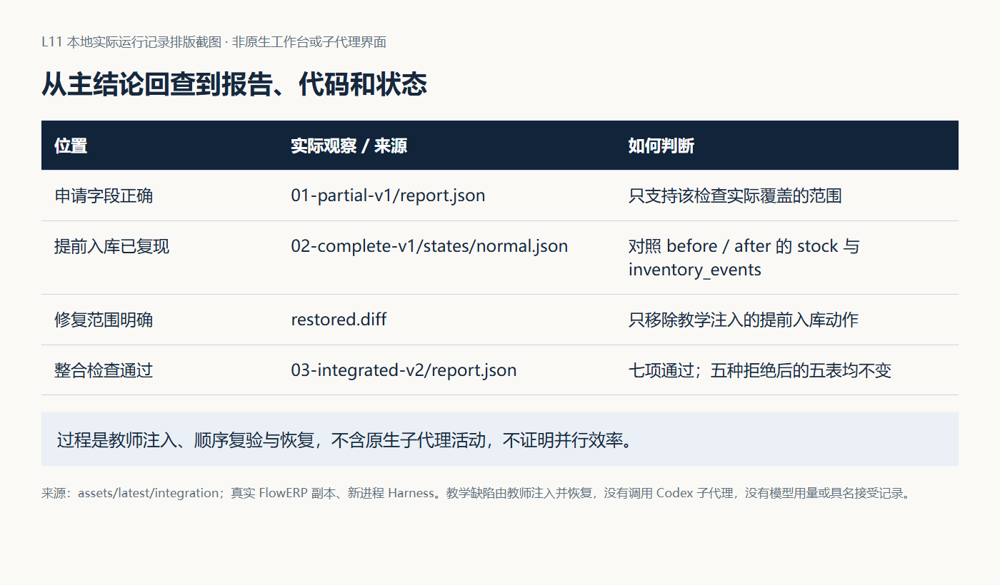 L11 本地实际运行记录排版截图 · 非原生工作台或子代理界面
从主结论回查到报告、代码和状态
位置 实际观察 / 来源 如何判断
申请字段正确 01-partial-v1/report.json 只支持该检查实际覆盖的范围
提前入库已复现 02-complete-v1/states/normal.json 对照 before / after 的 stock 与
inventory_events
修复范围明确 restored.diff 只移除教学注入的提前入库动作
整合检查通过 03-integrated-v2/report.json 七项通过；五种拒绝后的五表均不变
过程是教师注入、顺序复验与恢复，不含原生子代理活动，不证明并行效率。
来源：assets/latest/integration；真实 FlowERP 副本、新进程 Harness。教学缺陷由教师注入并恢复，没有调用 Codex 子代理，没有模型用量或具名接受记录。